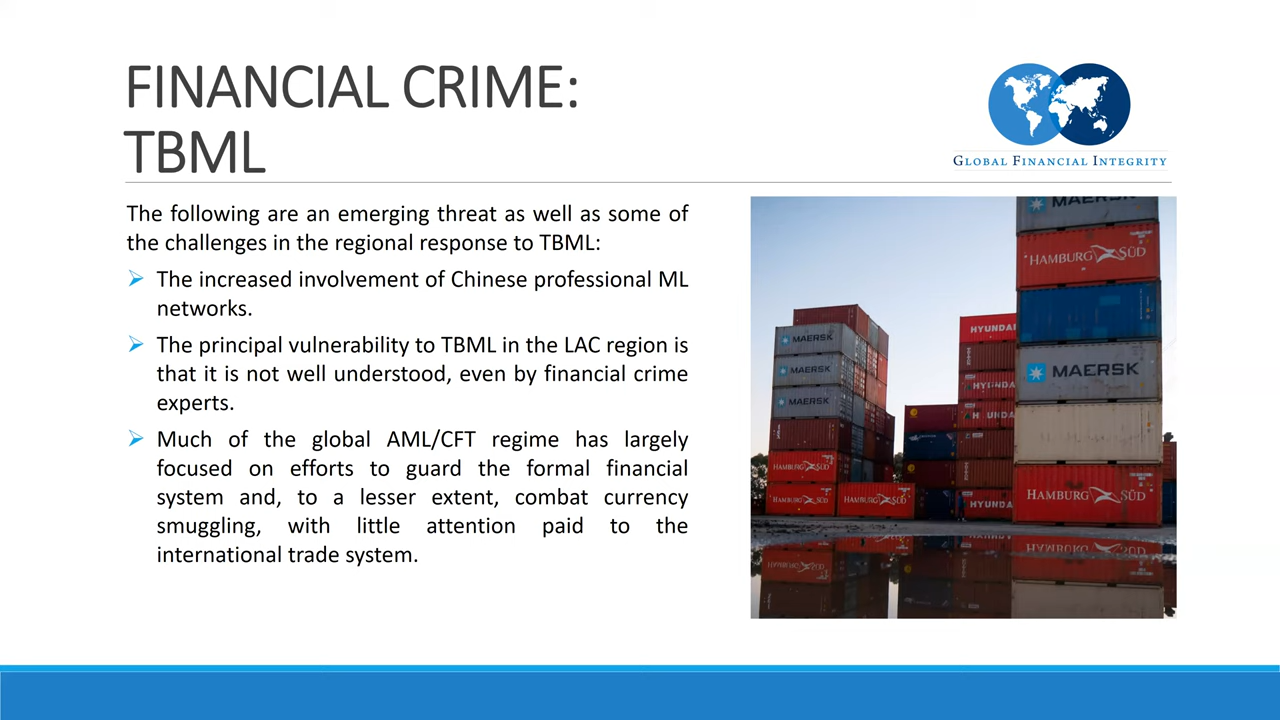 FINANCIAL CRIME:
TBML
GLOBAL FINANCIAL INTEGRITY
The following are an emerging threat as well as some of
the challenges in the regional response to TBML:
The increased involvement of Chinese professional ML
networks.
The principal vulnerability to TBML in the LAC region is
that it is not well understood, even by financial crime
experts.
Much of the global AML/CFT regime has largely
focused on efforts to guard the formal financial
system and, to a lesser extent, combat currency
smuggling, with little attention paid to the
international trade system.
MAERSK
HAMBURG SÜD
MAERSK
HYUNDAI
MAERSK
MAERSK
HYUNDA
MAERSK
HYUNDA
HAMBURG SÜD
HAMBURG SÜD
HAMBURG SÜD
HYUNDA
HAMBURG SÜD